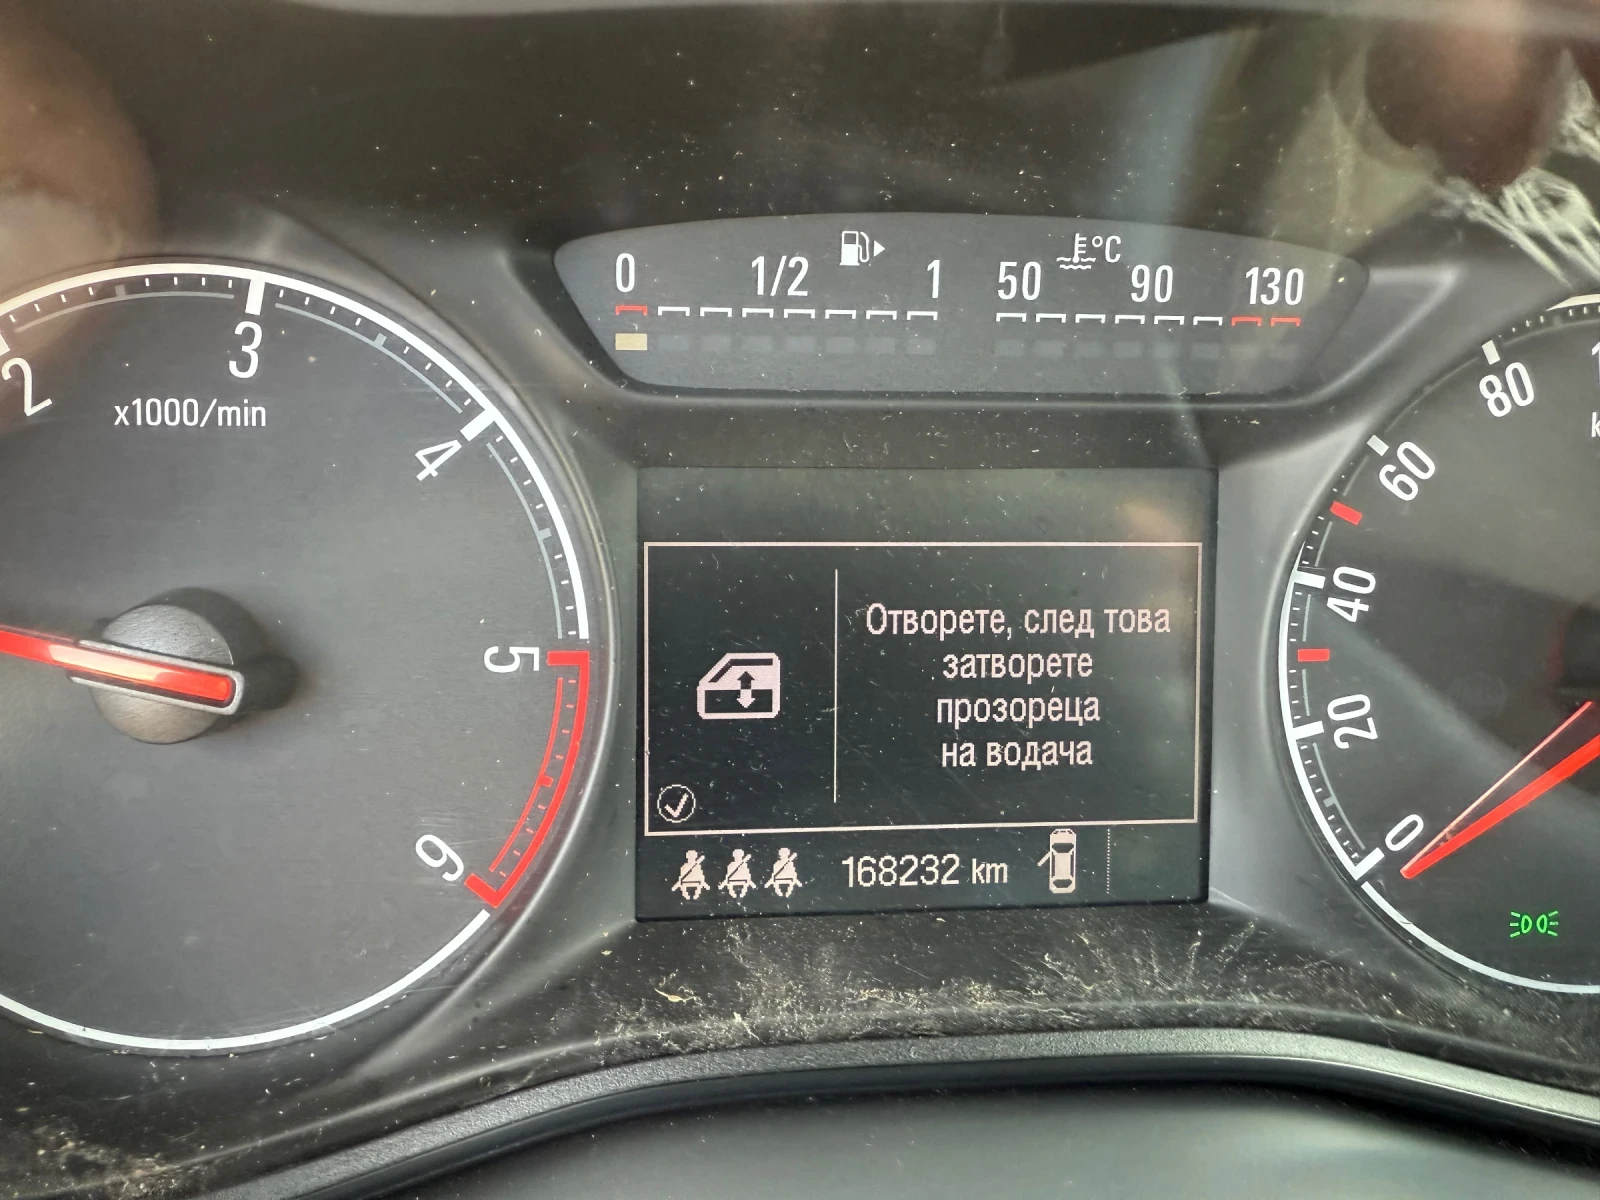 0 1/2 1 50 90 130
°C
2
3
4
5
6
x1000/min
80
60
40
20
0
Отворете, след това
затворете
прозореца
на водача
168232 km